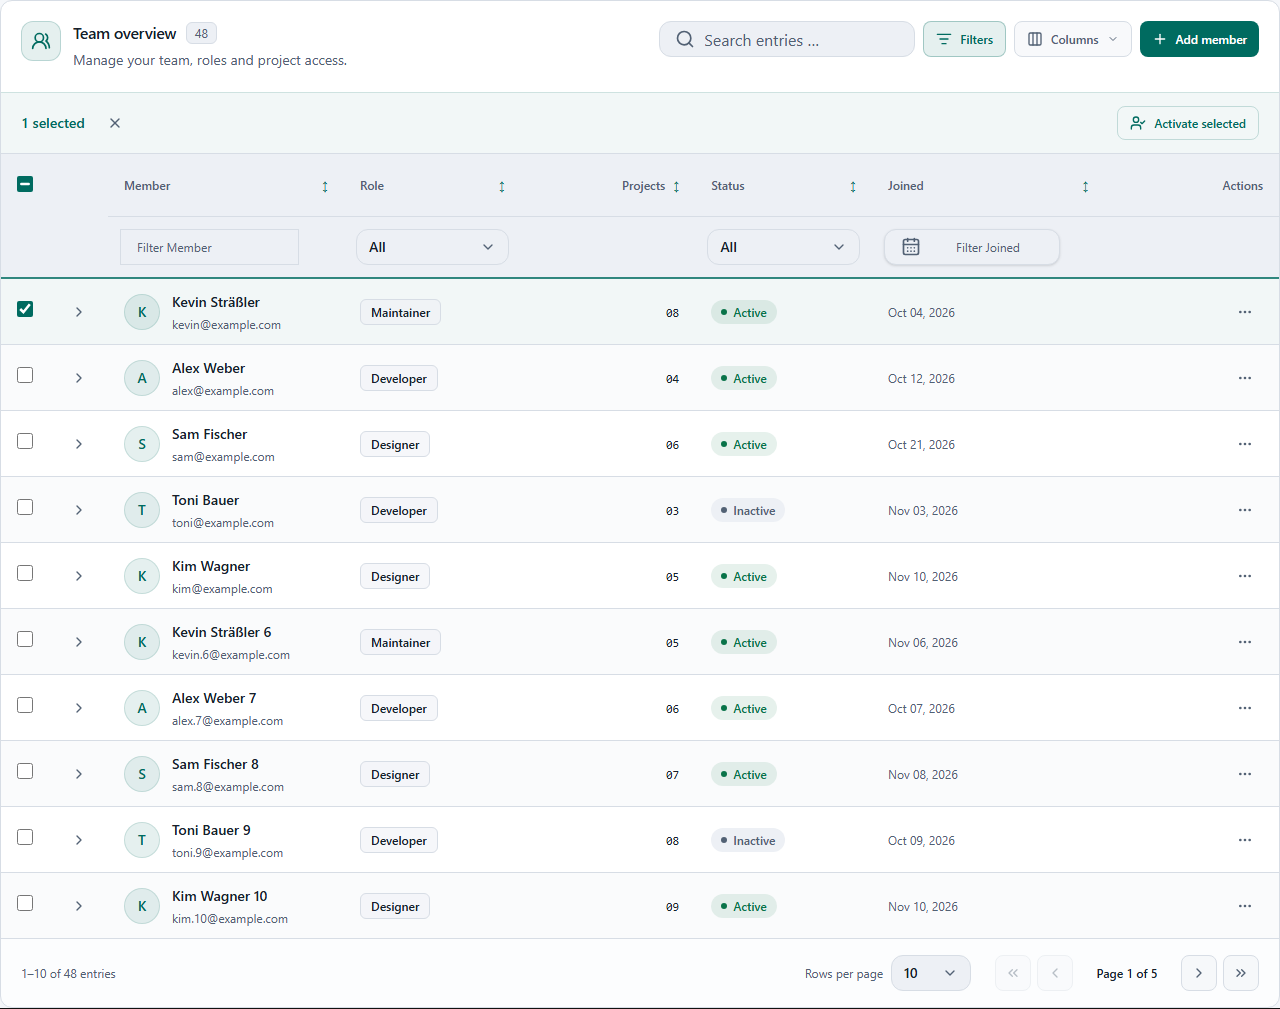 Team overview 48
Manage your team, roles and project access.
Search entries ...
Filters
Columns
Add member
1 selected
Activate selected
Member Role Projects Status Joined Actions
Filter Member All All Filter Joined
K Kevin Sträßler
kevin@example.com
Maintainer 08 Active Oct 04, 2026
A Alex Weber
alex@example.com
Developer 04 Active Oct 12, 2026
S Sam Fischer
sam@example.com
Designer 06 Active Oct 21, 2026
T Toni Bauer
toni@example.com
Developer 03 Inactive Nov 03, 2026
K Kim Wagner
kim@example.com
Designer 05 Active Nov 10, 2026
K Kevin Sträßler 6
kevin.6@example.com
Maintainer 05 Active Nov 06, 2026
A Alex Weber 7
alex.7@example.com
Developer 06 Active Oct 07, 2026
S Sam Fischer 8
sam.8@example.com
Designer 07 Active Nov 08, 2026
T Toni Bauer 9
toni.9@example.com
Developer 08 Inactive Oct 09, 2026
K Kim Wagner 10
kim.10@example.com
Designer 09 Active Nov 10, 2026
1–10 of 48 entries
Rows per page 10
Page 1 of 5